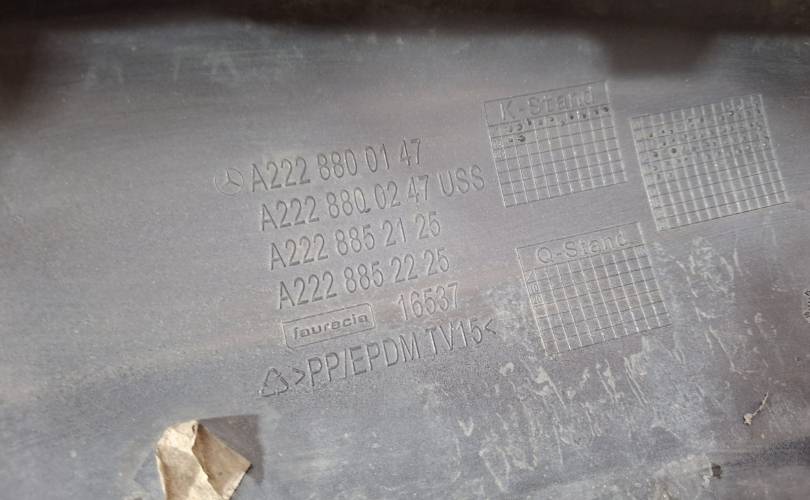 A222 880 01 47
A222 880 02 47 USS
A222 885 21 25
A222 885 22 25
faurecia 16537
>PP/EPDM TV15<
K-Stand
Q-Stand